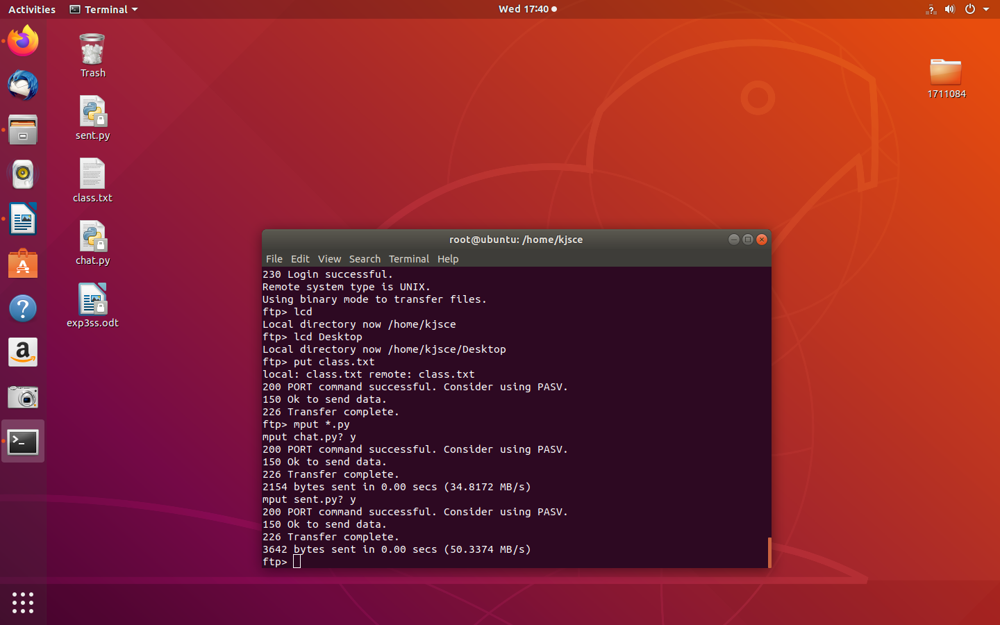 Activities
Terminal
Wed 17:40
Trash
sent.py
class.txt
chat.py
exp3ss.odt
1711084
root@ubuntu: /home/kjsce
File Edit View Search Terminal Help
230 Login successful.
Remote system type is UNIX.
Using binary mode to transfer files.
ftp> lcd
Local directory now /home/kjsce
ftp> lcd Desktop
Local directory now /home/kjsce/Desktop
ftp> put class.txt
local: class.txt remote: class.txt
200 PORT command successful. Consider using PASV.
150 Ok to send data.
226 Transfer complete.
ftp> mput *.py
mput chat.py? y
200 PORT command successful. Consider using PASV.
150 Ok to send data.
226 Transfer complete.
2154 bytes sent in 0.00 secs (34.8172 MB/s)
mput sent.py? y
200 PORT command successful. Consider using PASV.
150 Ok to send data.
226 Transfer complete.
3642 bytes sent in 0.00 secs (50.3374 MB/s)
ftp>